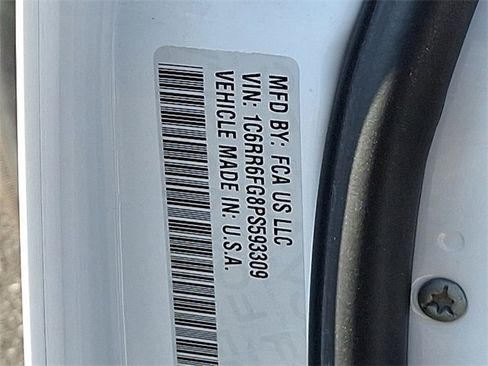 MFD BY: FCA US LLC
VIN: 1C6RR6FG8PS593309
VEHICLE MADE IN: U.S.A.